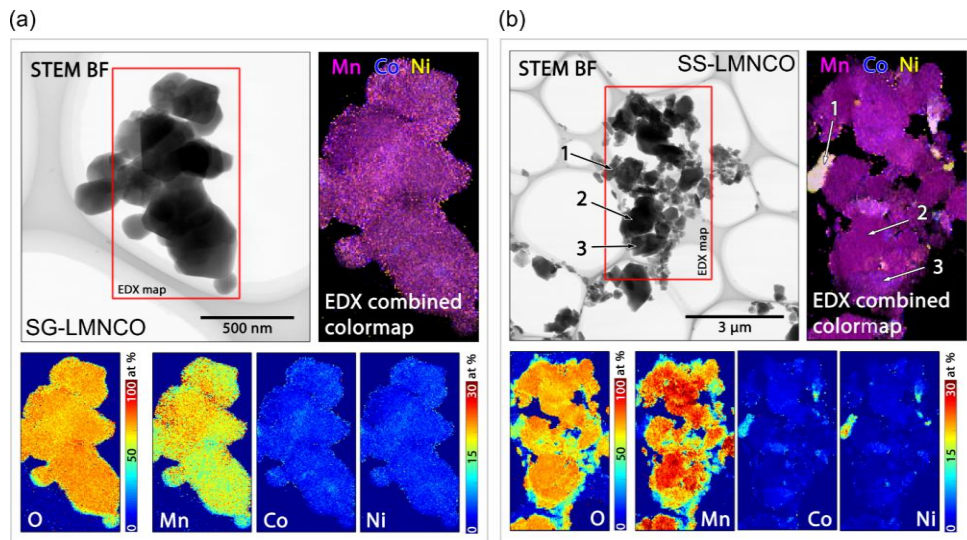 (a)
STEM BF
EDX map
SG-LMNCO
500 nm
Mn Co Ni
EDX combined
colormap
O
0 50 100 at %
Mn
Co
Ni
0 15 30 at %
(b)
STEM BF
SS-LMNCO
1
2
3
EDX map
3 µm
Mn Co Ni
1
2
3
EDX combined
colormap
O
0 50 100 at %
Mn
Co
Ni
0 15 30 at %